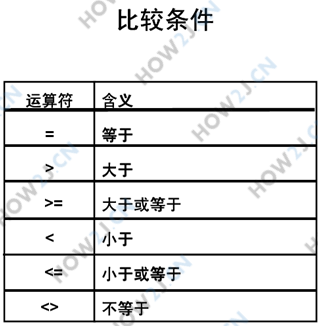 比较条件
运算符 含义
= 等于
> 大于
>= 大于或等于
< 小于
<= 小于或等于
<> 不等于
HOW2J.CN
HOW2J.CN
HOW2J.CN
HOW2J.CN
HOW2J.CN
HOW2J.CN